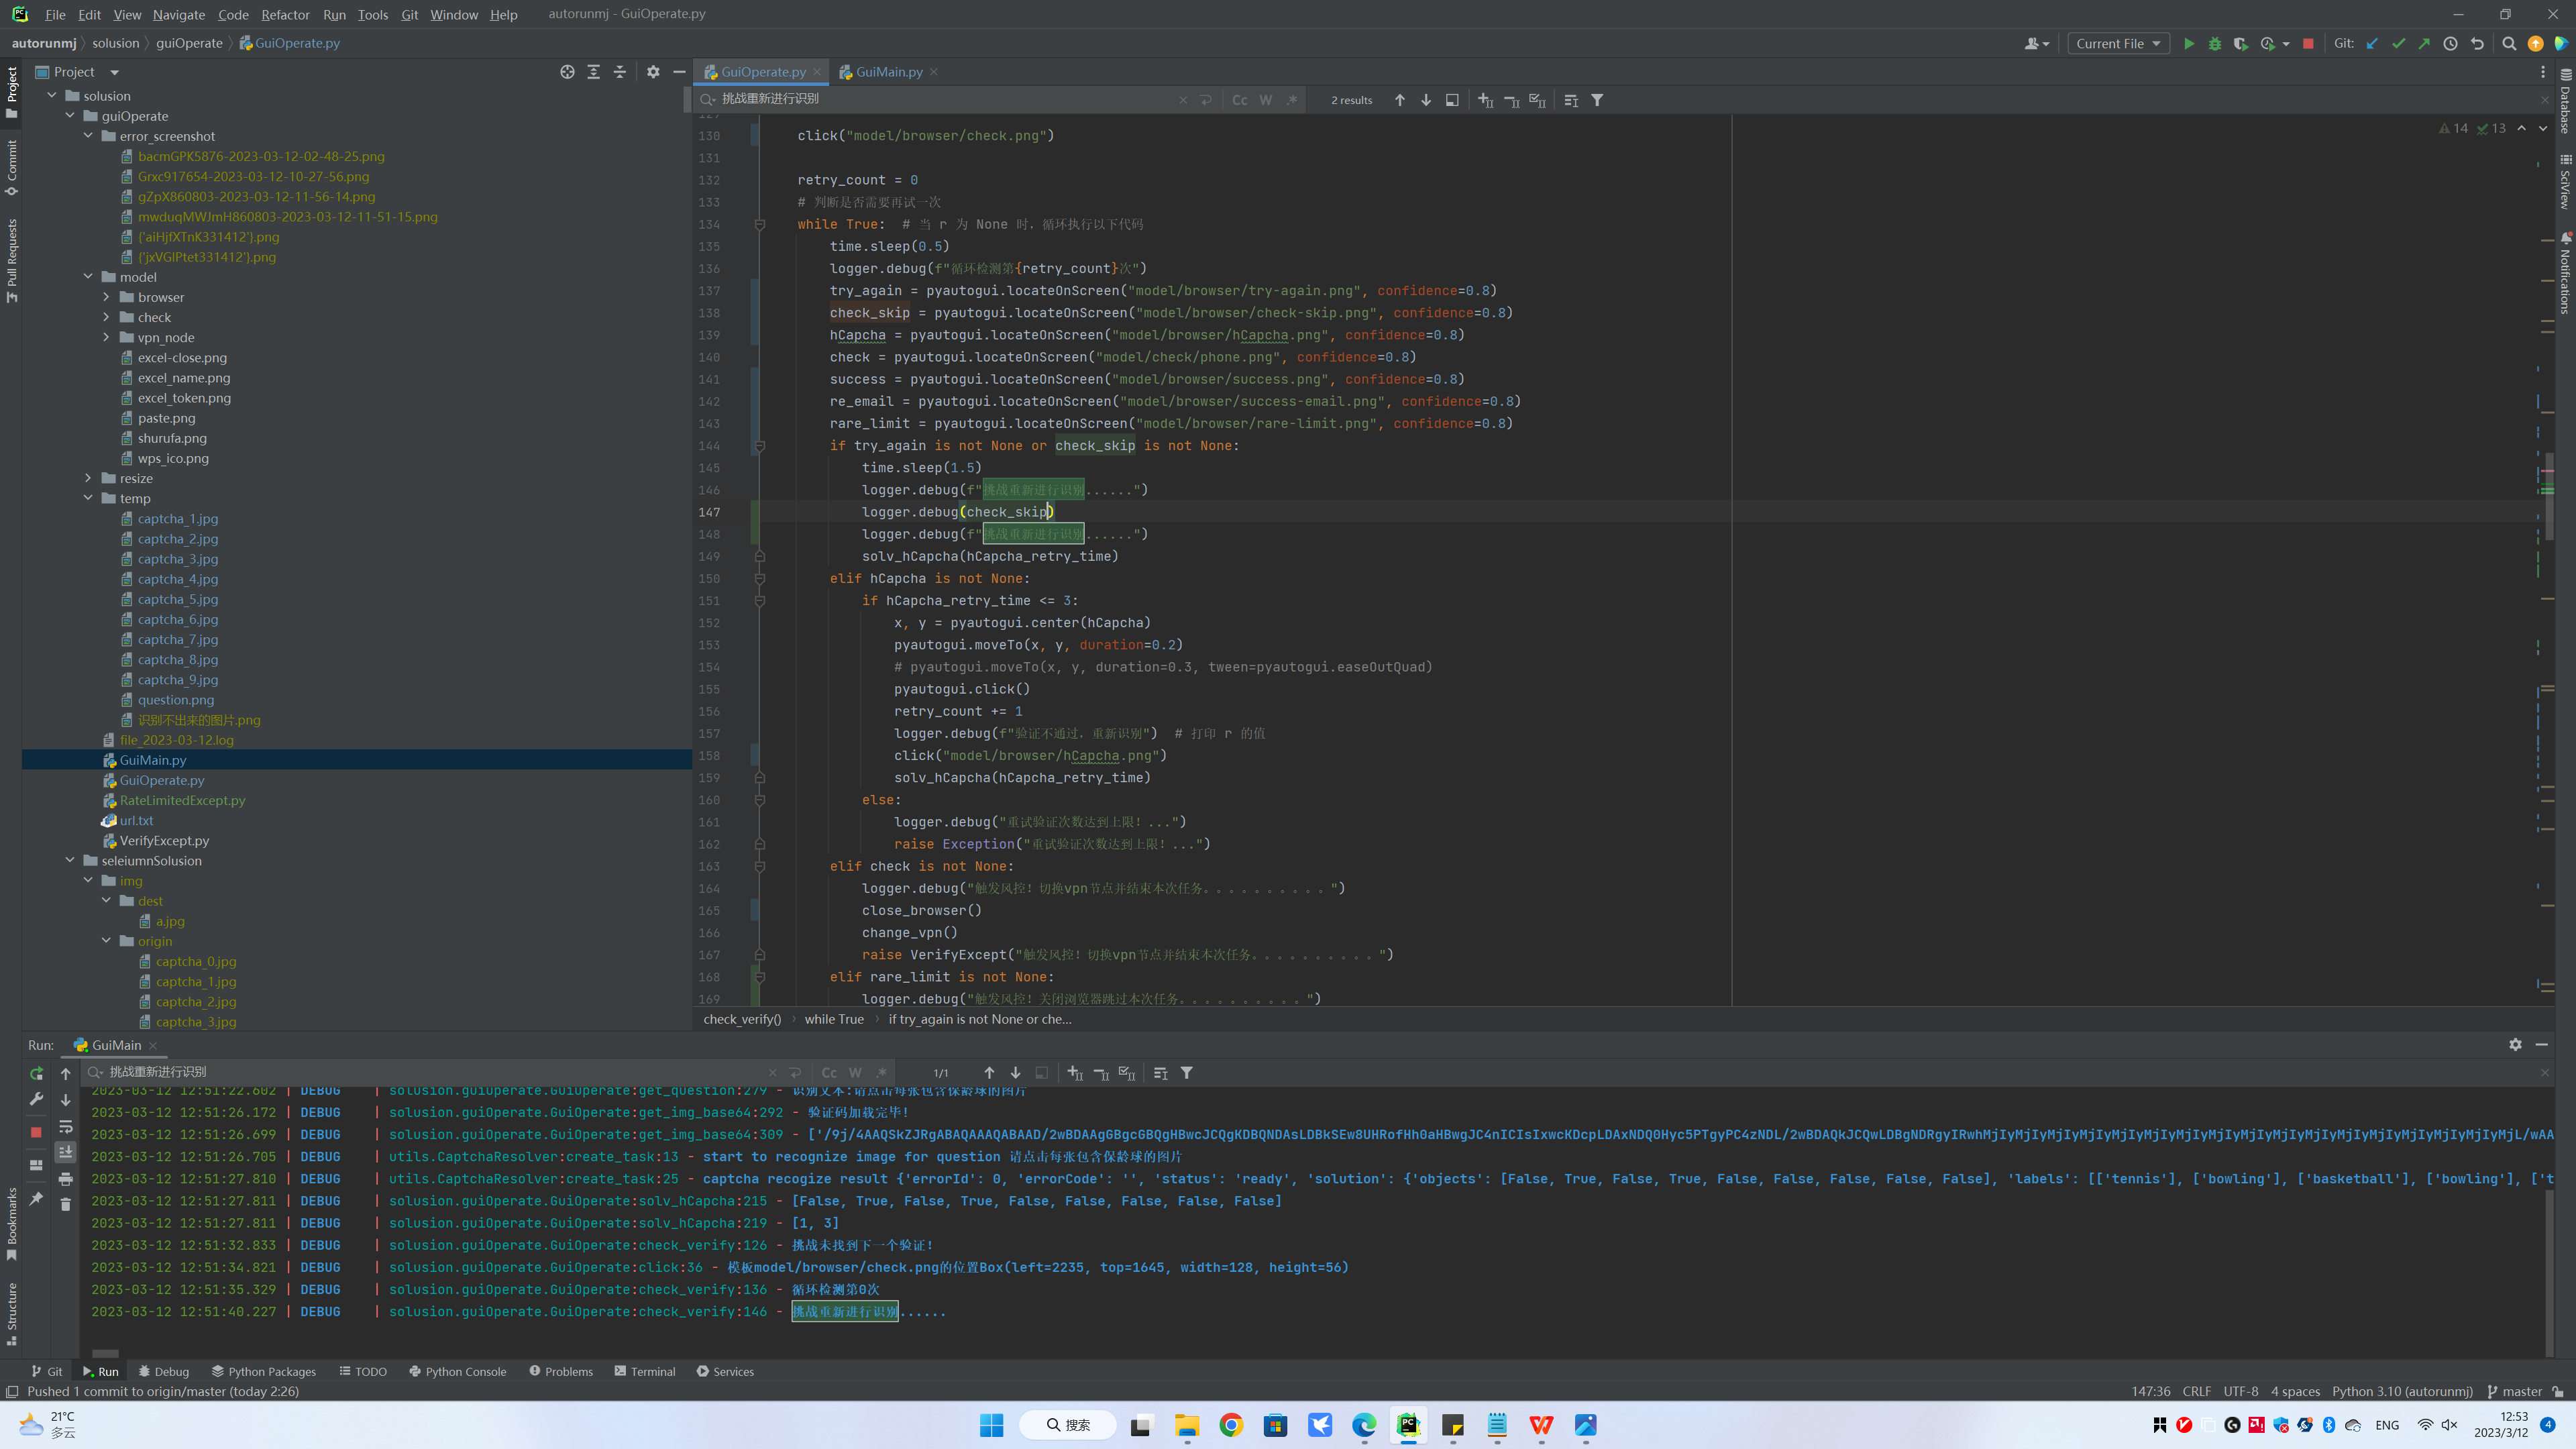 File Edit View Navigate Code Refactor Run Tools Git Window Help autorunmj - GuiOperate.py
autorunmj solusion guiOperate GuiOperate.py Current File Git:
Project
GuiOperate.py GuiMain.py
挑战重新进行识别 Cc W .* 2 results
14 13
solusion
guiOperate
error_screenshot
bacmGPK5876-2023-03-12-02-48-25.png
Grxc917654-2023-03-12-10-27-56.png
gZpX860803-2023-03-12-11-56-14.png
mwduqMWJmH860803-2023-03-12-11-51-15.png
{'aiHjfXTnK331412'}.png
{'jxVGlPtet331412'}.png
model
browser
check
vpn_node
excel-close.png
excel_name.png
excel_token.png
paste.png
shurufa.png
wps_ico.png
resize
temp
captcha_1.jpg
captcha_2.jpg
captcha_3.jpg
captcha_4.jpg
captcha_5.jpg
captcha_6.jpg
captcha_7.jpg
captcha_8.jpg
captcha_9.jpg
question.png
识别不出来的图片.png
file_2023-03-12.log
GuiMain.py
GuiOperate.py
RateLimitedExcept.py
url.txt
VerifyExcept.py
seleiumnSolusion
img
dest
a.jpg
origin
captcha_0.jpg
captcha_1.jpg
captcha_2.jpg
captcha_3.jpg
129
130 click("model/browser/check.png")
131
132 retry_count = 0
133 # 判断是否需要再试一次
134 while True:  # 当 r 为 None 时，循环执行以下代码
135 time.sleep(0.5)
136 logger.debug(f"循环检测第{retry_count}次")
137 try_again = pyautogui.locateOnScreen("model/browser/try-again.png", confidence=0.8)
138 check_skip = pyautogui.locateOnScreen("model/browser/check-skip.png", confidence=0.8)
139 hCapcha = pyautogui.locateOnScreen("model/browser/hCapcha.png", confidence=0.8)
140 check = pyautogui.locateOnScreen("model/check/phone.png", confidence=0.8)
141 success = pyautogui.locateOnScreen("model/browser/success.png", confidence=0.8)
142 re_email = pyautogui.locateOnScreen("model/browser/success-email.png", confidence=0.8)
143 rare_limit = pyautogui.locateOnScreen("model/browser/rare-limit.png", confidence=0.8)
144 if try_again is not None or check_skip is not None:
145 time.sleep(1.5)
146 logger.debug(f"挑战重新进行识别......")
147 logger.debug(check_skip)
148 logger.debug(f"挑战重新进行识别......")
149 solv_hCapcha(hCapcha_retry_time)
150 elif hCapcha is not None:
151 if hCapcha_retry_time <= 3:
152 x, y = pyautogui.center(hCapcha)
153 pyautogui.moveTo(x, y, duration=0.2)
154 # pyautogui.moveTo(x, y, duration=0.3, tween=pyautogui.easeOutQuad)
155 pyautogui.click()
156 retry_count += 1
157 logger.debug(f"验证不通过，重新识别")  # 打印 r 的值
158 click("model/browser/hCapcha.png")
159 solv_hCapcha(hCapcha_retry_time)
160 else:
161 logger.debug("重试验证次数达到上限！...")
162 raise Exception("重试验证次数达到上限！...")
163 elif check is not None:
164 logger.debug("触发风控！切换vpn节点并结束本次任务。。。。。。。。。。")
165 close_browser()
166 change_vpn()
167 raise VerifyExcept("触发风控！切换vpn节点并结束本次任务。。。。。。。。。。")
168 elif rare_limit is not None:
169 logger.debug("触发风控！关闭浏览器跳过本次任务。。。。。。。。。。")
check_verify() while True if try_again is not None or che...
Run: GuiMain
挑战重新进行识别 Cc W .* 1/1
2023-03-12 12:51:22.602 | DEBUG | solusion.guiOperate.GuiOperate:get_question:279 - 识别文本:请点击每张包含保龄球的图片
2023-03-12 12:51:26.172 | DEBUG | solusion.guiOperate.GuiOperate:get_img_base64:292 - 验证码加载完毕！
2023-03-12 12:51:26.699 | DEBUG | solusion.guiOperate.GuiOperate:get_img_base64:309 -
2023-03-12 12:51:26.705 | DEBUG | utils.CaptchaResolver:create_task:13 - start to recognize image for question 请点击每张包含保龄球的图片
2023-03-12 12:51:27.810 | DEBUG | utils.CaptchaResolver:create_task:25 - captcha recogize result {'errorId': 0, 'errorCode': '', 'status': 'ready', 'solution': {'objects': [False, True, False, True, False, False, False, False, False], 'labels': [['tennis'], ['bowling'], ['basketball'], ['bowling'], ['t
2023-03-12 12:51:27.811 | DEBUG | solusion.guiOperate.GuiOperate:solv_hCapcha:215 - [False, True, False, True, False, False, False, False, False]
2023-03-12 12:51:27.811 | DEBUG | solusion.guiOperate.GuiOperate:solv_hCapcha:219 - [1, 3]
2023-03-12 12:51:32.833 | DEBUG | solusion.guiOperate.GuiOperate:check_verify:126 - 挑战未找到下一个验证！
2023-03-12 12:51:34.821 | DEBUG | solusion.guiOperate.GuiOperate:click:36 - 模板model/browser/check.png的位置Box(left=2235, top=1645, width=128, height=56)
2023-03-12 12:51:35.329 | DEBUG | solusion.guiOperate.GuiOperate:check_verify:136 - 循环检测第0次
2023-03-12 12:51:40.227 | DEBUG | solusion.guiOperate.GuiOperate:check_verify:146 - 挑战重新进行识别......
Project
Commit
Pull Requests
Bookmarks
Structure
Database
SciView
Notifications
Git Run Debug Python Packages TODO Python Console Problems Terminal Services
Pushed 1 commit to origin/master (today 2:26) 147:36 CRLF UTF-8 4 spaces Python 3.10 (autorunmj) master
21°C
多云
搜索
ENG
12:53
2023/3/12
4